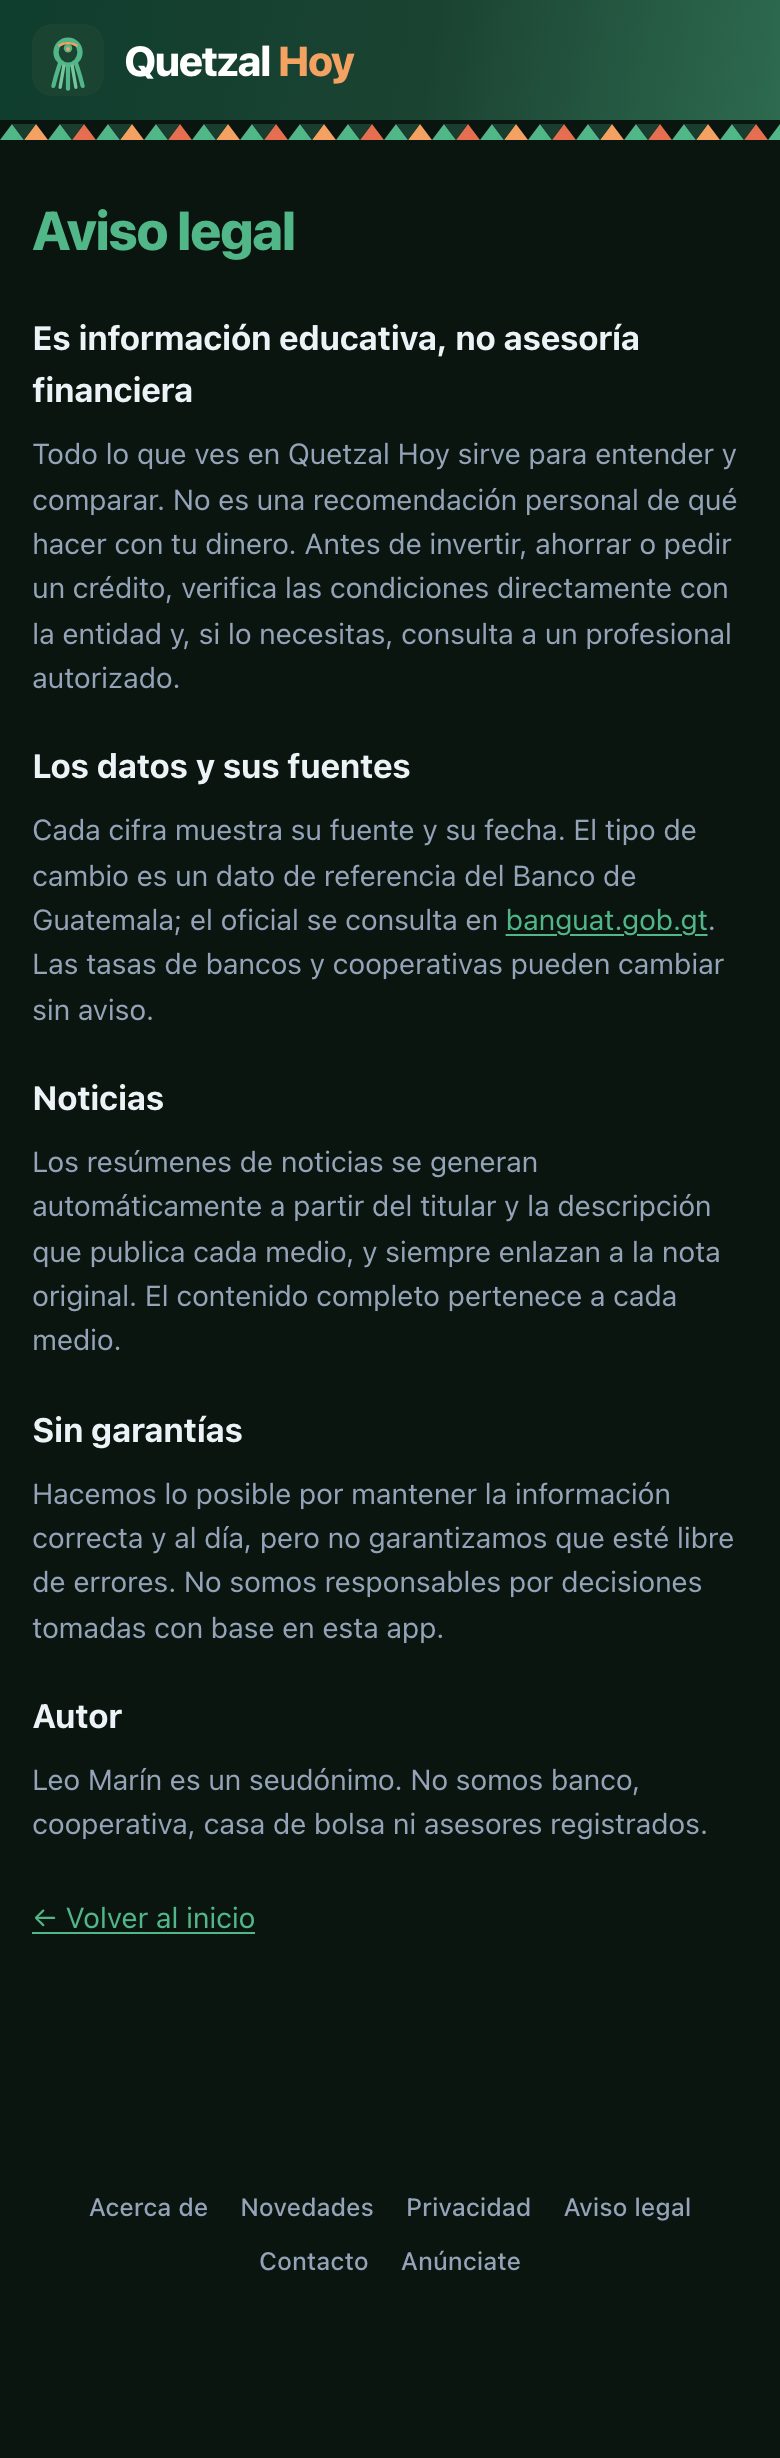 Quetzal Hoy
Aviso legal
Es información educativa, no asesoría
financiera
Todo lo que ves en Quetzal Hoy sirve para entender y
comparar. No es una recomendación personal de qué
hacer con tu dinero. Antes de invertir, ahorrar o pedir
un crédito, verifica las condiciones directamente con
la entidad y, si lo necesitas, consulta a un profesional
autorizado.
Los datos y sus fuentes
Cada cifra muestra su fuente y su fecha. El tipo de
cambio es un dato de referencia del Banco de
Guatemala; el oficial se consulta en banguat.gob.gt.
Las tasas de bancos y cooperativas pueden cambiar
sin aviso.
Noticias
Los resúmenes de noticias se generan
automáticamente a partir del titular y la descripción
que publica cada medio, y siempre enlazan a la nota
original. El contenido completo pertenece a cada
medio.
Sin garantías
Hacemos lo posible por mantener la información
correcta y al día, pero no garantizamos que esté libre
de errores. No somos responsables por decisiones
tomadas con base en esta app.
Autor
Leo Marín es un seudónimo. No somos banco,
cooperativa, casa de bolsa ni asesores registrados.
← Volver al inicio
Acerca de Novedades Privacidad Aviso legal
Contacto Anúnciate